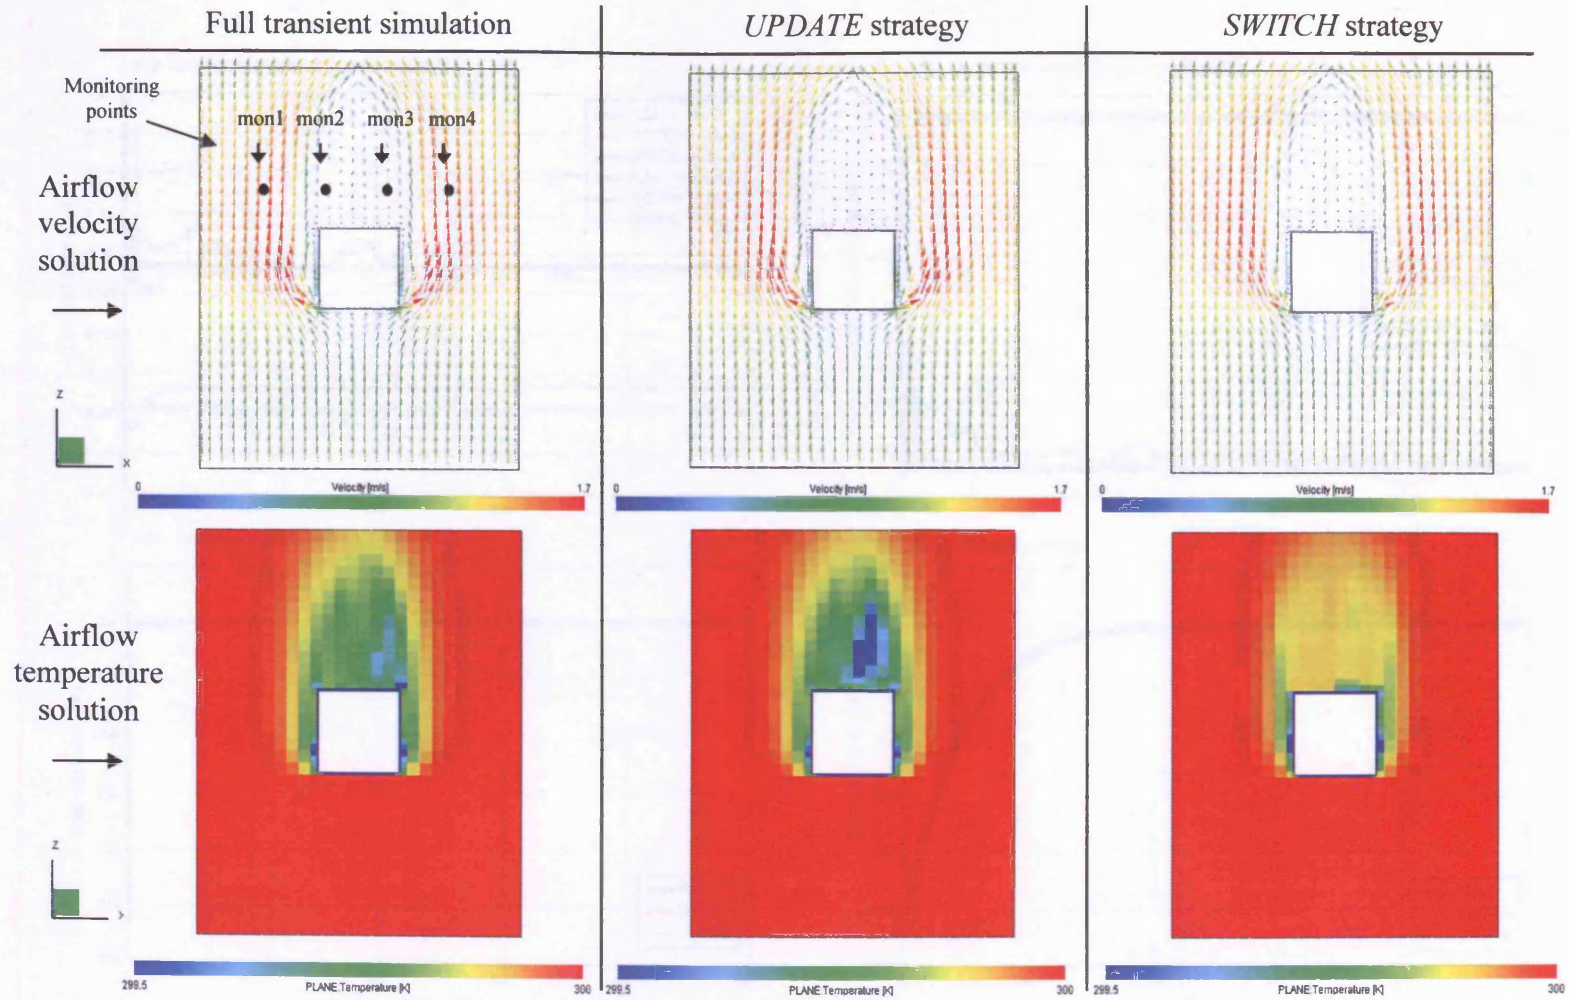 Full transient simulation
UPDATE strategy
SWITCH strategy
Monitoring
points
mon1 mon2 mon3 mon4
Airflow
velocity
solution
z
x
0 Velocity [m/s] 1.7
0 Velocity [m/s] 1.7
0 Velocity [m/s] 1.7
Airflow
temperature
solution
z
299.5 PLANE:Temperature [K] 300
299.5 PLANE:Temperature [K] 300
299.5 PLANE:Temperature [K] 300